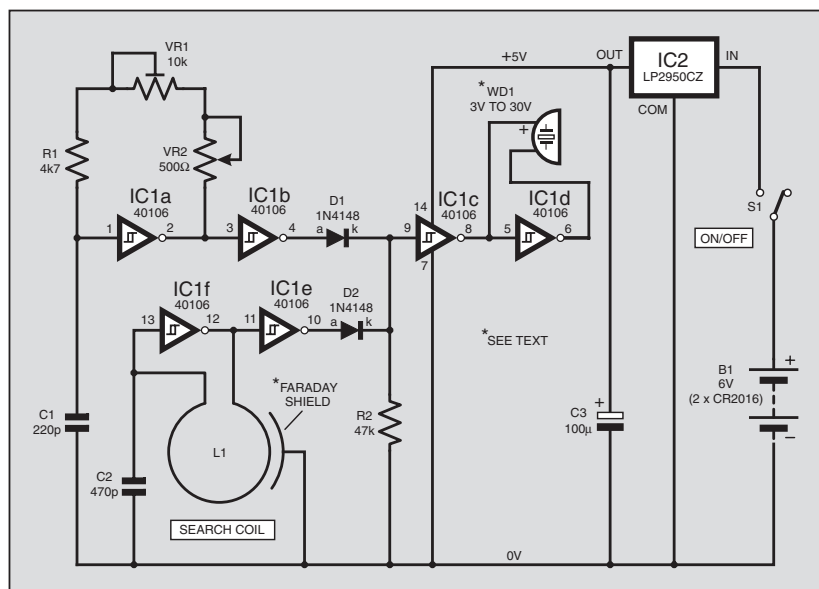 VR1
10k
R1
4k7
VR2
500Ω
IC1a
40106
1
2
IC1b
40106
3
4
D1
1N4148
a
k
+5V
*WD1
3V TO 30V
+
14
IC1c
40106
9
8
7
IC1d
40106
5
6
OUT
IC2
LP2950CZ
IN
COM
S1
ON/OFF
IC1f
40106
13
12
IC1e
40106
11
10
D2
1N4148
a
k
*SEE TEXT
*FARADAY
SHIELD
R2
47k
C1
220p
C2
470p
L1
SEARCH COIL
+
C3
100µ
B1
6V
(2 x CR2016)
+
−
0V